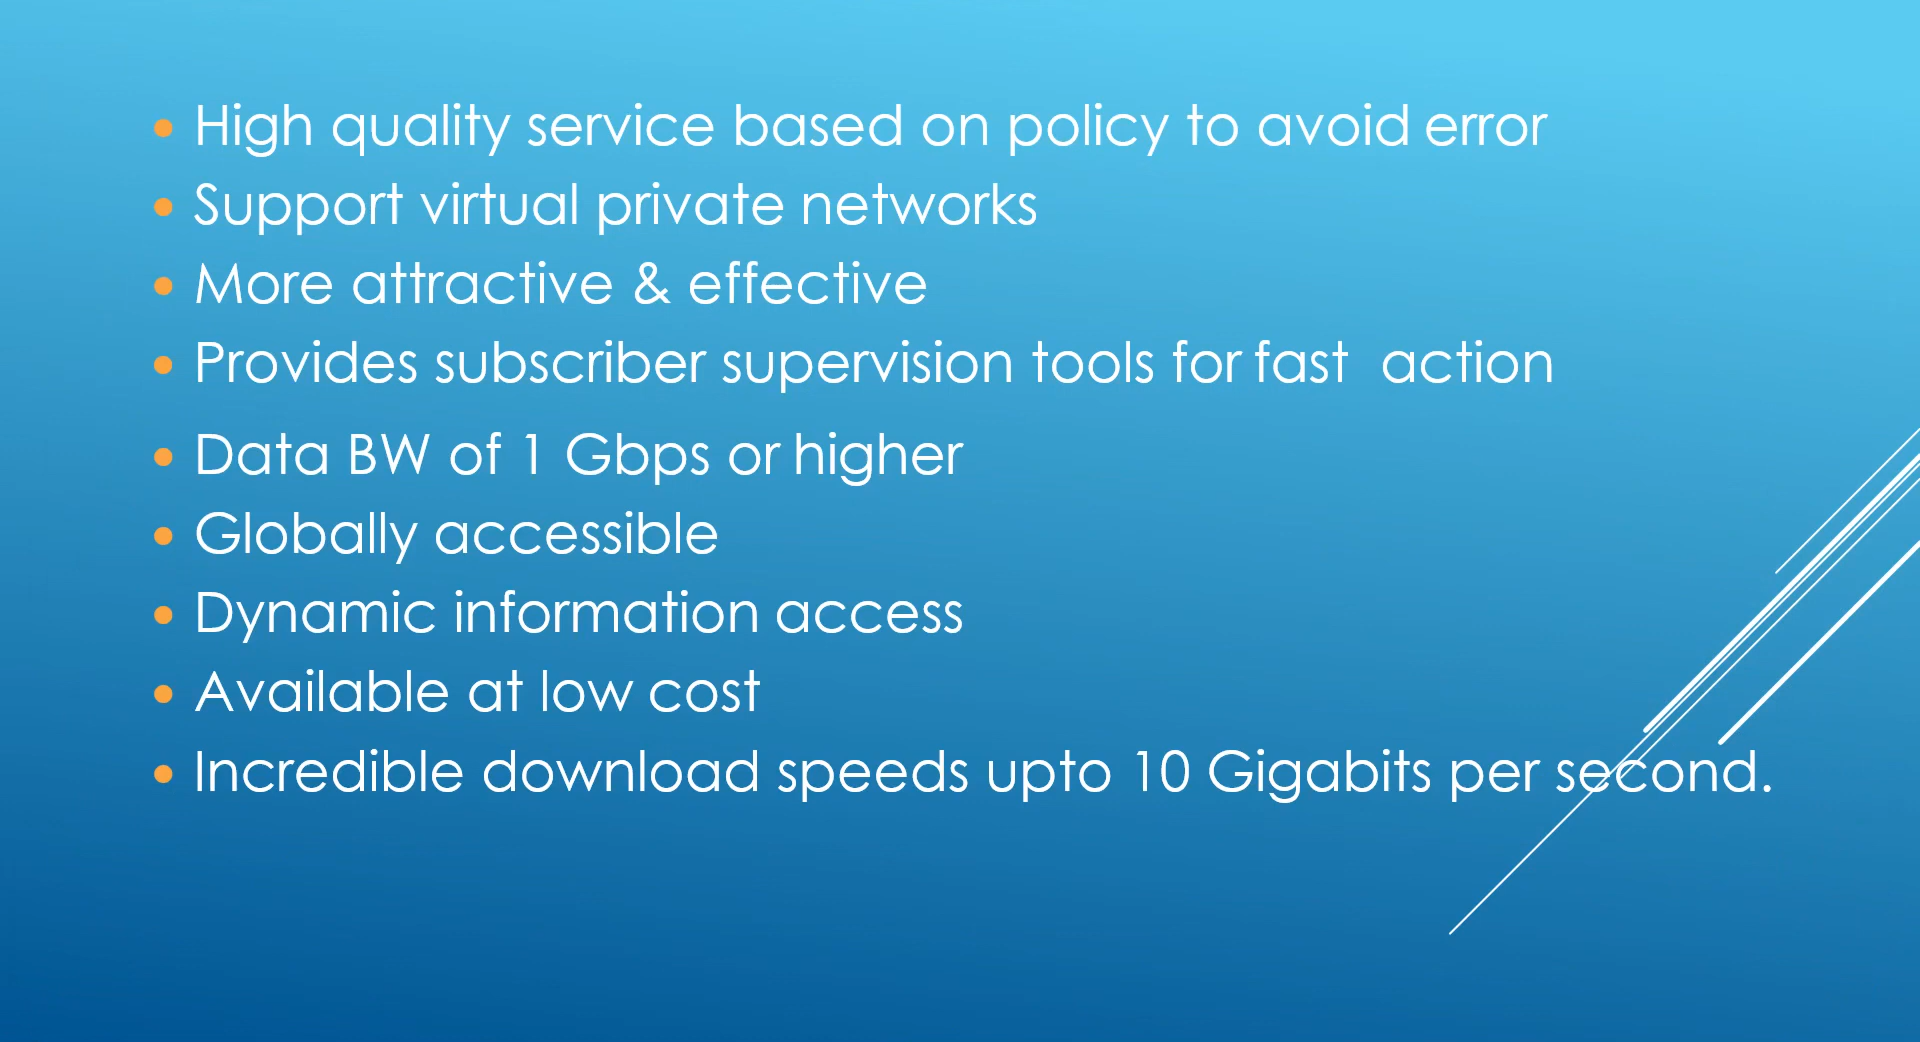 • High quality service based on policy to avoid error
• Support virtual private networks
• More attractive & effective
• Provides subscriber supervision tools for fast  action
• Data BW of 1 Gbps or higher
• Globally accessible
• Dynamic information access
• Available at low cost
• Incredible download speeds upto 10 Gigabits per second.